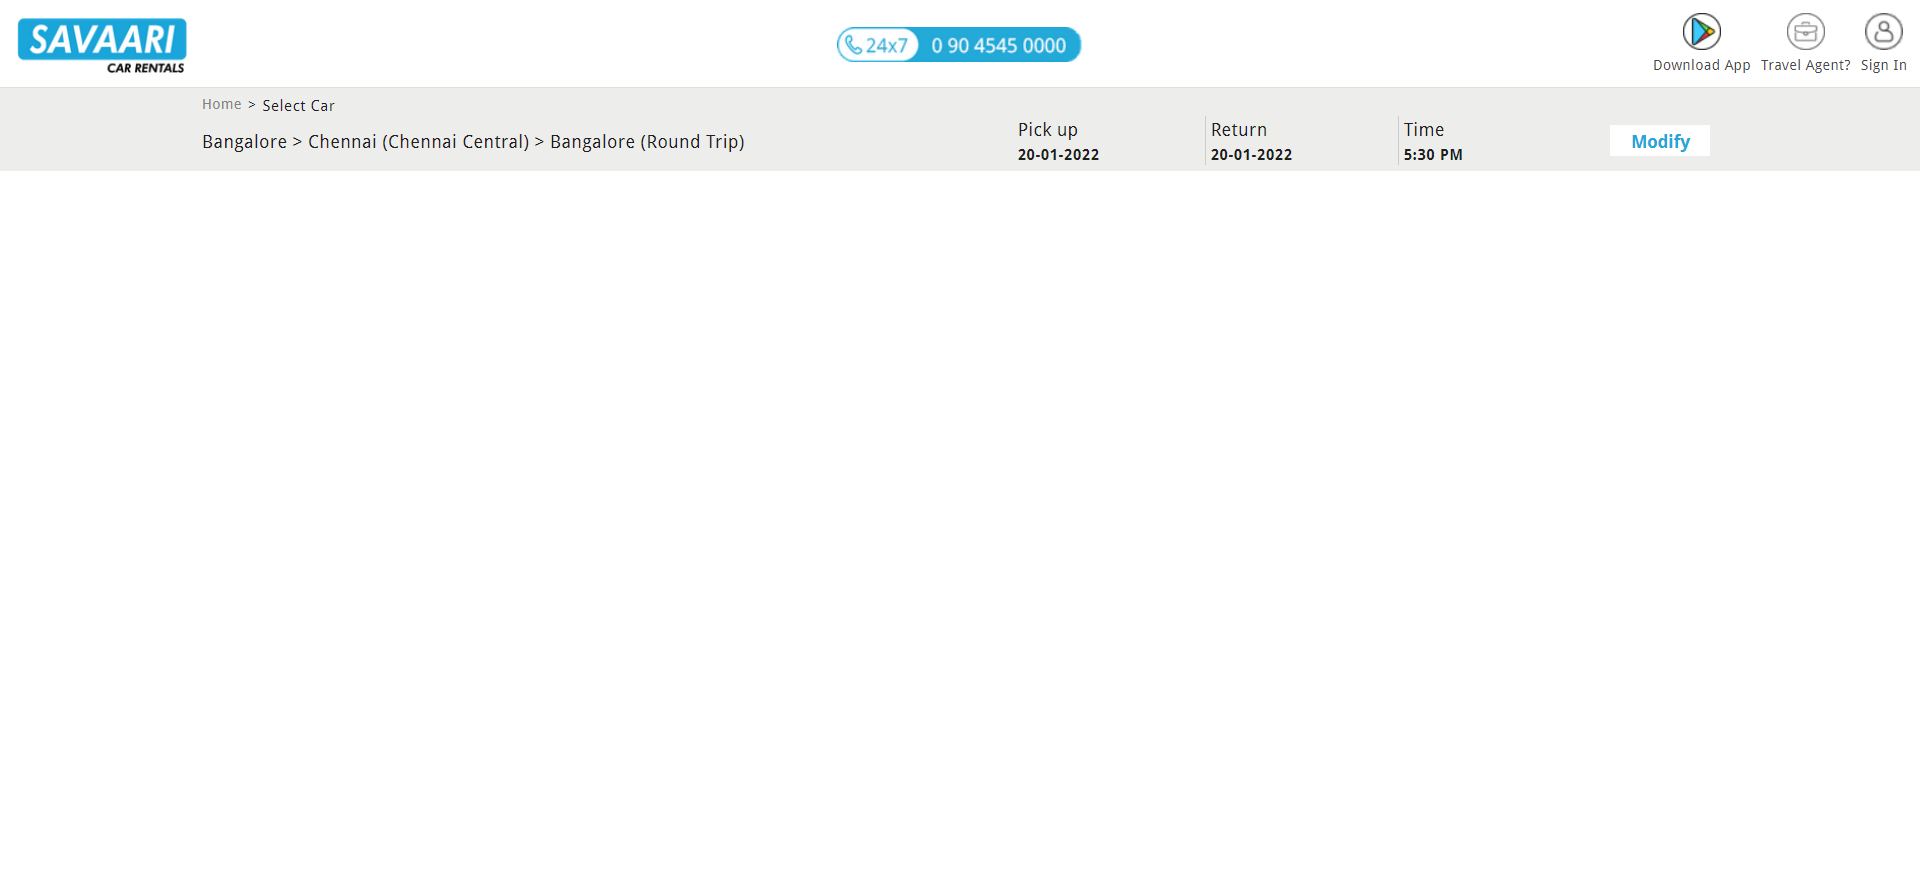 SAVAARI
CAR RENTALS
24x7 0 90 4545 0000
Download App Travel Agent? Sign In
Home > Select Car
Bangalore > Chennai (Chennai Central) > Bangalore (Round Trip)
Pick up
20-01-2022
Return
20-01-2022
Time
5:30 PM
Modify